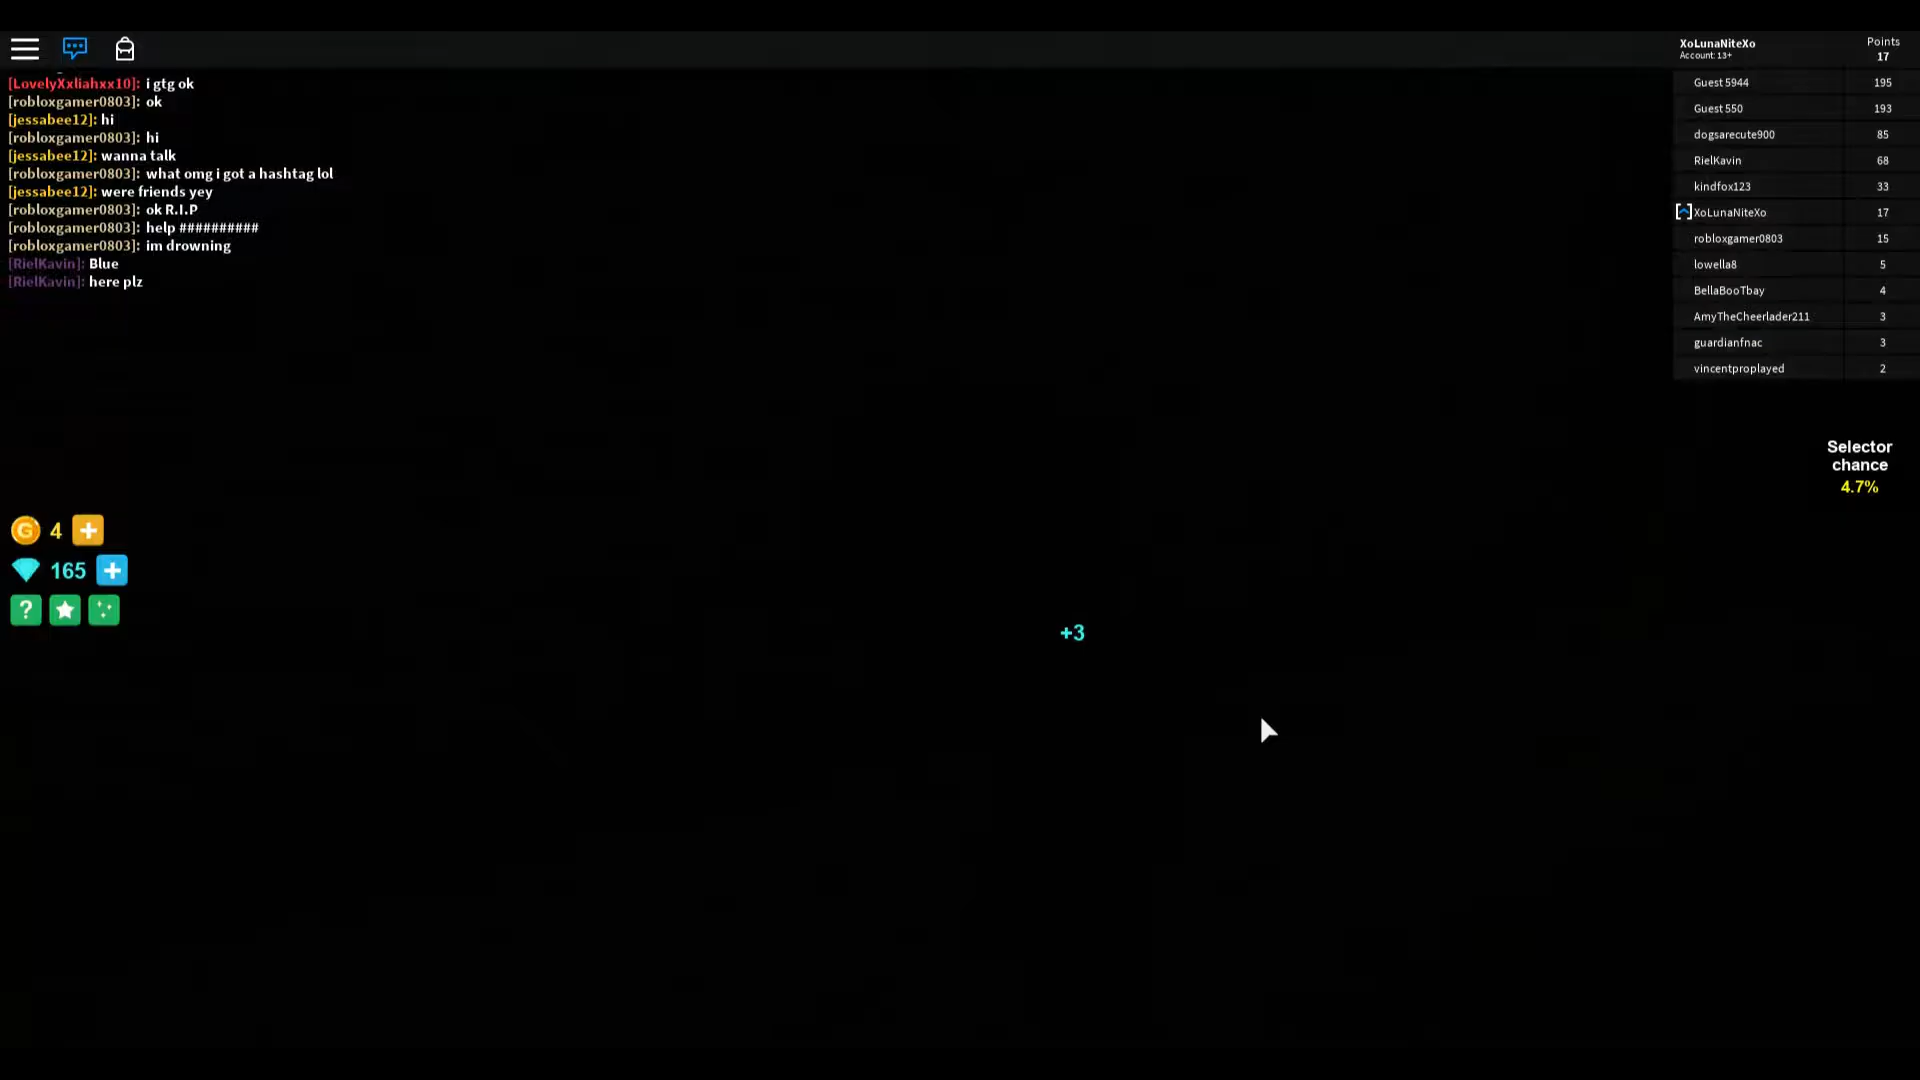 [LovelyXxliahxx10]: i gtg ok
[robloxgamer0803]: ok
[jessabee12]: hi
[robloxgamer0803]: hi
[jessabee12]: wanna talk
[robloxgamer0803]: what omg i got a hashtag lol
[jessabee12]: were friends yey
[robloxgamer0803]: ok R.I.P
[robloxgamer0803]: help ##########
[robloxgamer0803]: im drowning
[RielKavin]: Blue
[RielKavin]: here plz
XoLunaNiteXo Points
Account: 13+ 17
Guest 5944 195
Guest 550 193
dogsarecute900 85
RielKavin 68
kindfox123 33
XoLunaNiteXo 17
robloxgamer0803 15
lowella8 5
BellaBooTbay 4
AmyTheCheerlader211 3
guardianfnac 3
vincentproplayed 2
Selector
chance
4.7%
G 4 +
165 +
?
+3